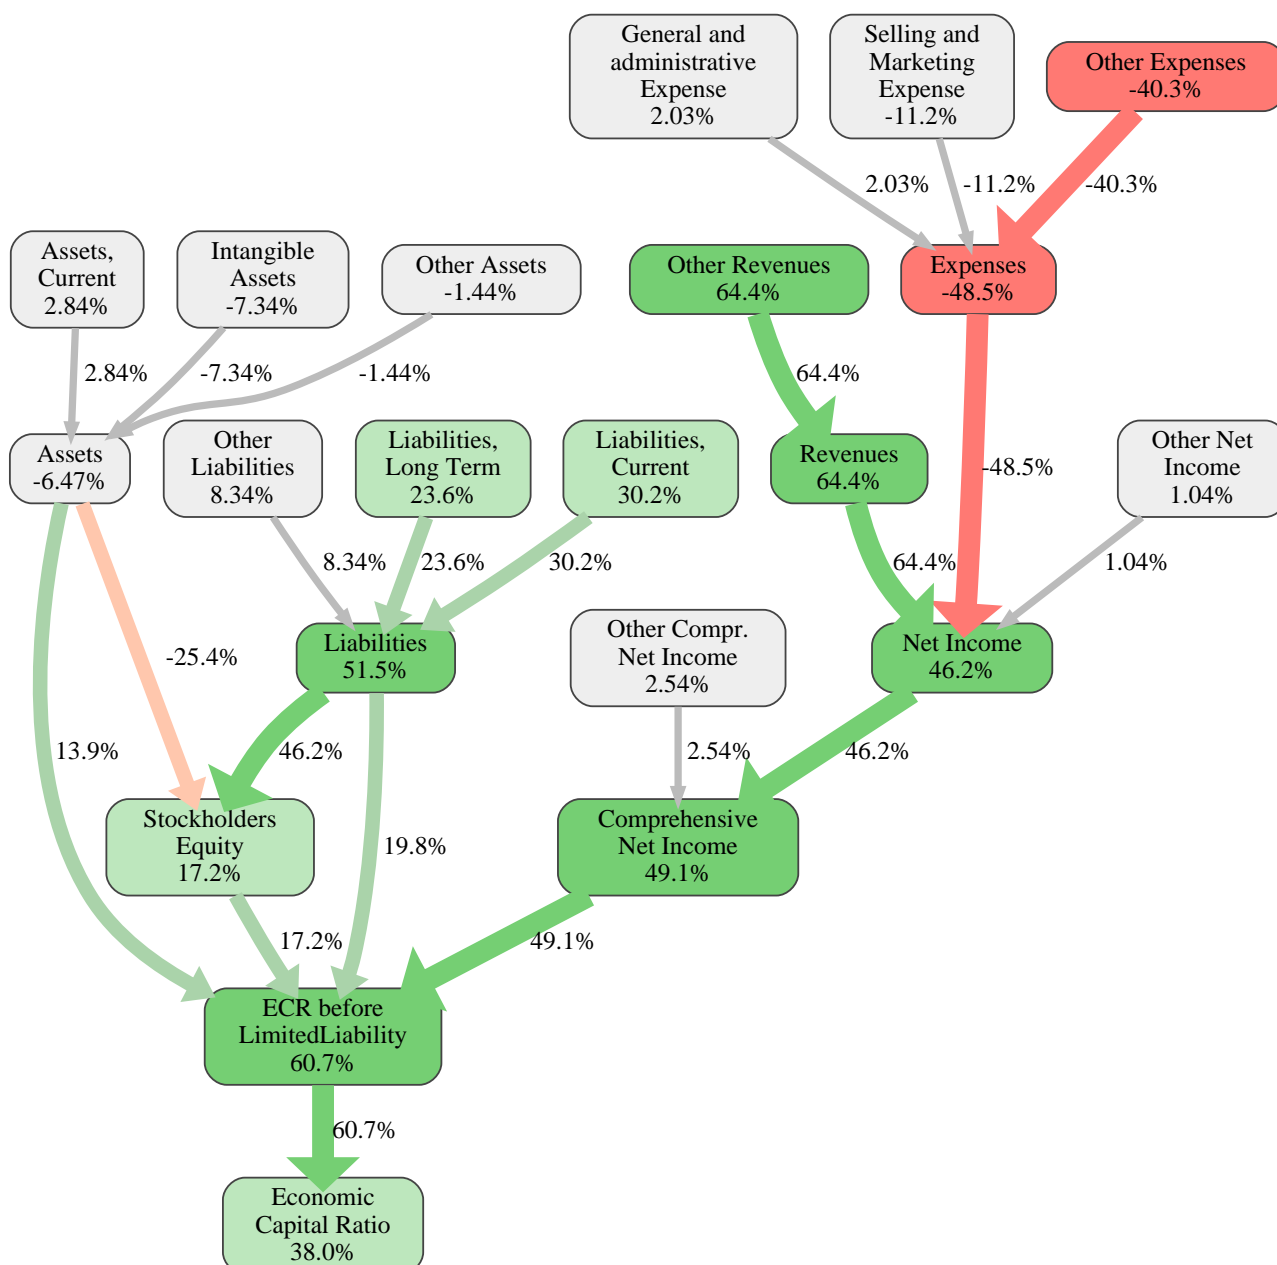 General and
administrative
Expense
2.03%
Selling and
Marketing
Expense
-11.2%
Other Expenses
-40.3%
2.03%
-11.2%
-40.3%
Assets,
Current
2.84%
Intangible
Assets
-7.34%
Other Assets
-1.44%
Other Revenues
64.4%
Expenses
-48.5%
2.84%
-7.34%
-1.44%
64.4%
-48.5%
Assets
-6.47%
Other
Liabilities
8.34%
Liabilities,
Long Term
23.6%
Liabilities,
Current
30.2%
Revenues
64.4%
Other Net
Income
1.04%
8.34%
23.6%
30.2%
64.4%
1.04%
-25.4%
Liabilities
51.5%
Other Compr.
Net Income
2.54%
Net Income
46.2%
13.9%
46.2%
2.54%
46.2%
19.8%
Stockholders
Equity
17.2%
Comprehensive
Net Income
49.1%
17.2%
49.1%
ECR before
LimitedLiability
60.7%
60.7%
Economic
Capital Ratio
38.0%